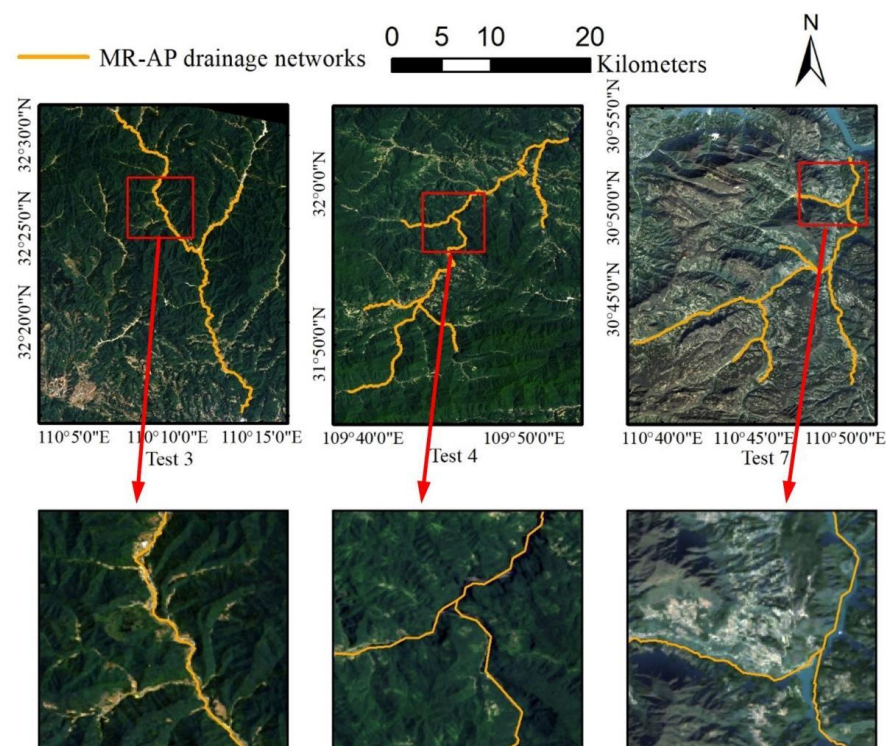 N
0 5 10 20
MR-AP drainage networks
Kilometers
32°30'0"N
32°25'0"N
32°20'0"N
32°0'0"N
31°50'0"N
30°55'0"N
30°50'0"N
30°45'0"N
110°5'0"E 110°10'0"E 110°15'0"E
109°40'0"E 109°50'0"E
110°40'0"E 110°45'0"E 110°50'0"E
Test 3
Test 4
Test 7